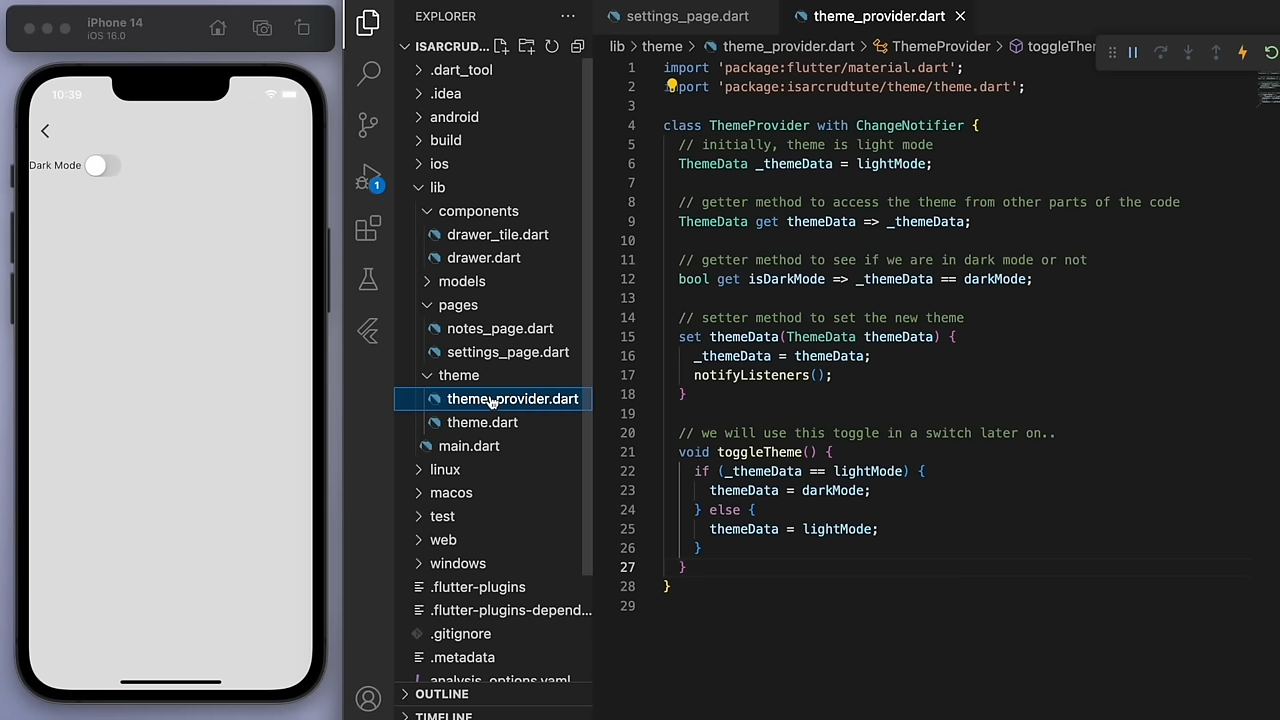 iPhone 14
iOS 16.0
10:39
Dark Mode
EXPLORER
ISARCRUD...
.dart_tool
.idea
android
build
ios
lib
components
drawer_tile.dart
drawer.dart
models
pages
notes_page.dart
settings_page.dart
theme
theme_provider.dart
theme.dart
main.dart
linux
macos
test
web
windows
.flutter-plugins
.flutter-plugins-depend...
.gitignore
.metadata
analysis_options.yaml
OUTLINE
TIMELINE
1
settings_page.dart
theme_provider.dart
lib > theme > theme_provider.dart > ThemeProvider > toggleThem
1 import 'package:flutter/material.dart';
2 import 'package:isarcrudtute/theme/theme.dart';
3
4 class ThemeProvider with ChangeNotifier {
5 // initially, theme is light mode
6 ThemeData _themeData = lightMode;
7
8 // getter method to access the theme from other parts of the code
9 ThemeData get themeData => _themeData;
10
11 // getter method to see if we are in dark mode or not
12 bool get isDarkMode => _themeData == darkMode;
13
14 // setter method to set the new theme
15 set themeData(ThemeData themeData) {
16 _themeData = themeData;
17 notifyListeners();
18 }
19
20 // we will use this toggle in a switch later on..
21 void toggleTheme() {
22 if (_themeData == lightMode) {
23 themeData = darkMode;
24 } else {
25 themeData = lightMode;
26 }
27 }
28 }
29